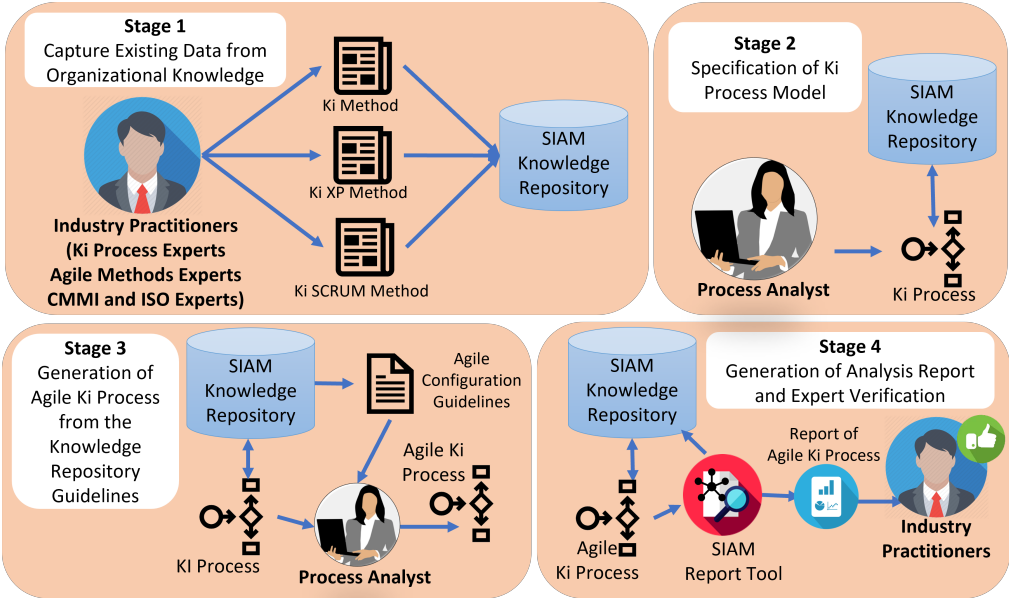 Stage 1
Capture Existing Data from
Organizational Knowledge
Ki Method
Ki XP Method
Ki SCRUM Method
SIAM
Knowledge
Repository
Industry Practitioners
(Ki Process Experts
Agile Methods Experts
CMMI and ISO Experts)
Stage 2
Specification of Ki
Process Model
SIAM
Knowledge
Repository
Process Analyst
Ki Process
Stage 3
Generation of
Agile Ki Process
from the
Knowledge
Repository
Guidelines
SIAM
Knowledge
Repository
Agile
Configuration
Guidelines
Agile Ki
Process
KI Process
Process Analyst
Stage 4
Generation of Analysis Report
and Expert Verification
SIAM
Knowledge
Repository
Report of
Agile Ki Process
Agile
Ki Process
SIAM
Report Tool
Industry
Practitioners